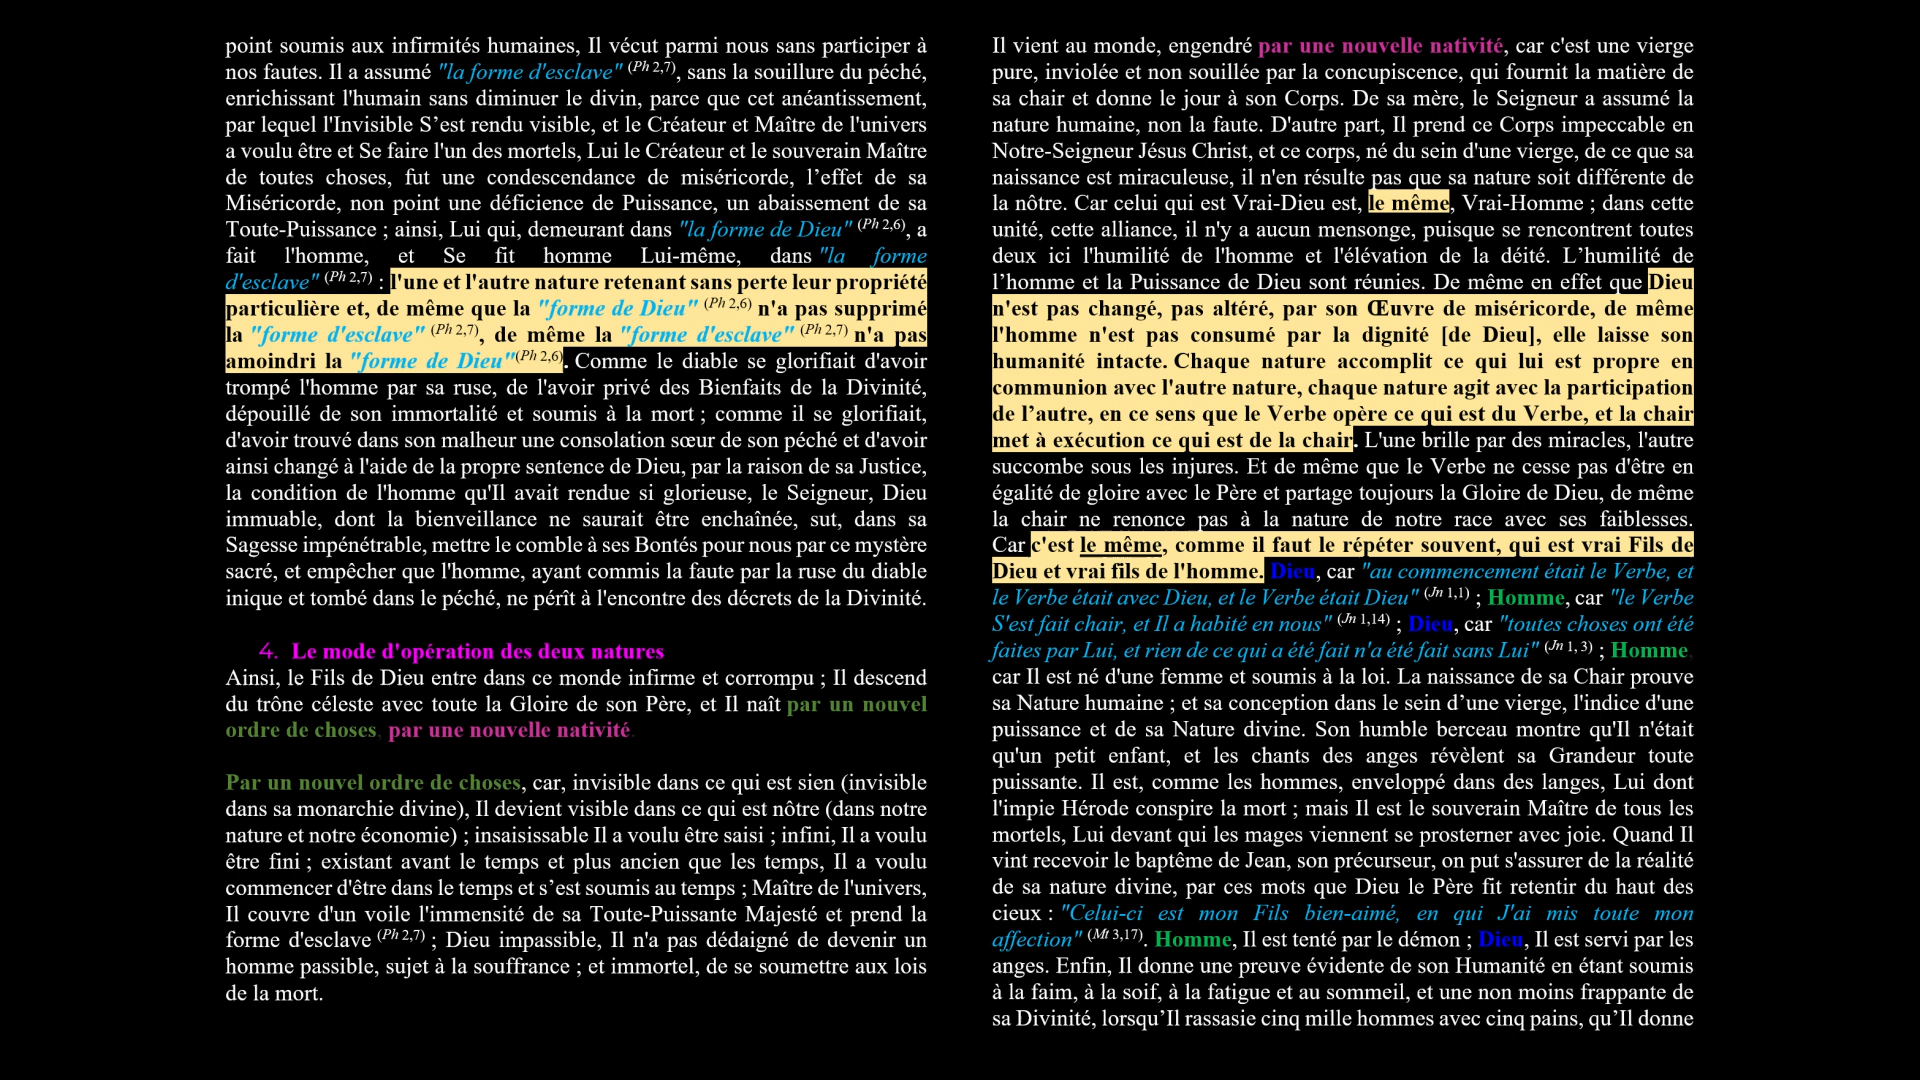 point soumis aux infirmités humaines, Il vécut parmi nous sans participer à
nos fautes. Il a assumé "la forme d'esclave" (Ph 2,7), sans la souillure du péché,
enrichissant l'humain sans diminuer le divin, parce que cet anéantissement,
par lequel l'Invisible S’est rendu visible, et le Créateur et Maître de l'univers
a voulu être et Se faire l'un des mortels, Lui le Créateur et le souverain Maître
de toutes choses, fut une condescendance de miséricorde, l’effet de sa
Miséricorde, non point une déficience de Puissance, un abaissement de sa
Toute-Puissance ; ainsi, Lui qui, demeurant dans "la forme de Dieu" (Ph 2,6), a
fait l'homme, et Se fit homme Lui-même, dans "la forme
d'esclave" (Ph 2,7) : l'une et l'autre nature retenant sans perte leur propriété
particulière et, de même que la "forme de Dieu" (Ph 2,6) n'a pas supprimé
la "forme d'esclave" (Ph 2,7), de même la "forme d'esclave" (Ph 2,7) n'a pas
amoindri la "forme de Dieu"(Ph 2,6). Comme le diable se glorifiait d'avoir
trompé l'homme par sa ruse, de l'avoir privé des Bienfaits de la Divinité,
dépouillé de son immortalité et soumis à la mort ; comme il se glorifiait,
d'avoir trouvé dans son malheur une consolation sœur de son péché et d'avoir
ainsi changé à l'aide de la propre sentence de Dieu, par la raison de sa Justice,
la condition de l'homme qu'Il avait rendue si glorieuse, le Seigneur, Dieu
immuable, dont la bienveillance ne saurait être enchaînée, sut, dans sa
Sagesse impénétrable, mettre le comble à ses Bontés pour nous par ce mystère
sacré, et empêcher que l'homme, ayant commis la faute par la ruse du diable
inique et tombé dans le péché, ne pérît à l'encontre des décrets de la Divinité.
4. Le mode d'opération des deux natures
Ainsi, le Fils de Dieu entre dans ce monde infirme et corrompu ; Il descend
du trône céleste avec toute la Gloire de son Père, et Il naît par un nouvel
ordre de choses, par une nouvelle nativité.
Par un nouvel ordre de choses, car, invisible dans ce qui est sien (invisible
dans sa monarchie divine), Il devient visible dans ce qui est nôtre (dans notre
nature et notre économie) ; insaisissable Il a voulu être saisi ; infini, Il a voulu
être fini ; existant avant le temps et plus ancien que les temps, Il a voulu
commencer d'être dans le temps et s’est soumis au temps ; Maître de l'univers,
Il couvre d'un voile l'immensité de sa Toute-Puissante Majesté et prend la
forme d'esclave (Ph 2,7) ; Dieu impassible, Il n'a pas dédaigné de devenir un
homme passible, sujet à la souffrance ; et immortel, de se soumettre aux lois
de la mort.
Il vient au monde, engendré par une nouvelle nativité, car c'est une vierge
pure, inviolée et non souillée par la concupiscence, qui fournit la matière de
sa chair et donne le jour à son Corps. De sa mère, le Seigneur a assumé la
nature humaine, non la faute. D'autre part, Il prend ce Corps impeccable en
Notre-Seigneur Jésus Christ, et ce corps, né du sein d'une vierge, de ce que sa
naissance est miraculeuse, il n'en résulte pas que sa nature soit différente de
la nôtre. Car celui qui est Vrai-Dieu est, le même, Vrai-Homme ; dans cette
unité, cette alliance, il n'y a aucun mensonge, puisque se rencontrent toutes
deux ici l'humilité de l'homme et l'élévation de la déité. L’humilité de
l’homme et la Puissance de Dieu sont réunies. De même en effet que Dieu
n'est pas changé, pas altéré, par son Œuvre de miséricorde, de même
l'homme n'est pas consumé par la dignité [de Dieu], elle laisse son
humanité intacte. Chaque nature accomplit ce qui lui est propre en
communion avec l'autre nature, chaque nature agit avec la participation
de l’autre, en ce sens que le Verbe opère ce qui est du Verbe, et la chair
met à exécution ce qui est de la chair. L'une brille par des miracles, l'autre
succombe sous les injures. Et de même que le Verbe ne cesse pas d'être en
égalité de gloire avec le Père et partage toujours la Gloire de Dieu, de même
la chair ne renonce pas à la nature de notre race avec ses faiblesses.
Car c'est le même, comme il faut le répéter souvent, qui est vrai Fils de
Dieu et vrai fils de l'homme. Dieu, car "au commencement était le Verbe, et
le Verbe était avec Dieu, et le Verbe était Dieu" (Jn 1,1) ; Homme, car "le Verbe
S'est fait chair, et Il a habité en nous" (Jn 1,14) ; Dieu, car "toutes choses ont été
faites par Lui, et rien de ce qui a été fait n'a été fait sans Lui" (Jn 1, 3) ; Homme,
car Il est né d'une femme et soumis à la loi. La naissance de sa Chair prouve
sa Nature humaine ; et sa conception dans le sein d’une vierge, l'indice d'une
puissance et de sa Nature divine. Son humble berceau montre qu'Il n'était
qu'un petit enfant, et les chants des anges révèlent sa Grandeur toute
puissante. Il est, comme les hommes, enveloppé dans des langes, Lui dont
l'impie Hérode conspire la mort ; mais Il est le souverain Maître de tous les
mortels, Lui devant qui les mages viennent se prosterner avec joie. Quand Il
vint recevoir le baptême de Jean, son précurseur, on put s'assurer de la réalité
de sa nature divine, par ces mots que Dieu le Père fit retentir du haut des
cieux : "Celui-ci est mon Fils bien-aimé, en qui J'ai mis toute mon
affection" (Mt 3,17). Homme, Il est tenté par le démon ; Dieu, Il est servi par les
anges. Enfin, Il donne une preuve évidente de son Humanité en étant soumis
à la faim, à la soif, à la fatigue et au sommeil, et une non moins frappante de
sa Divinité, lorsqu’Il rassasie cinq mille hommes avec cinq pains, qu’Il donne